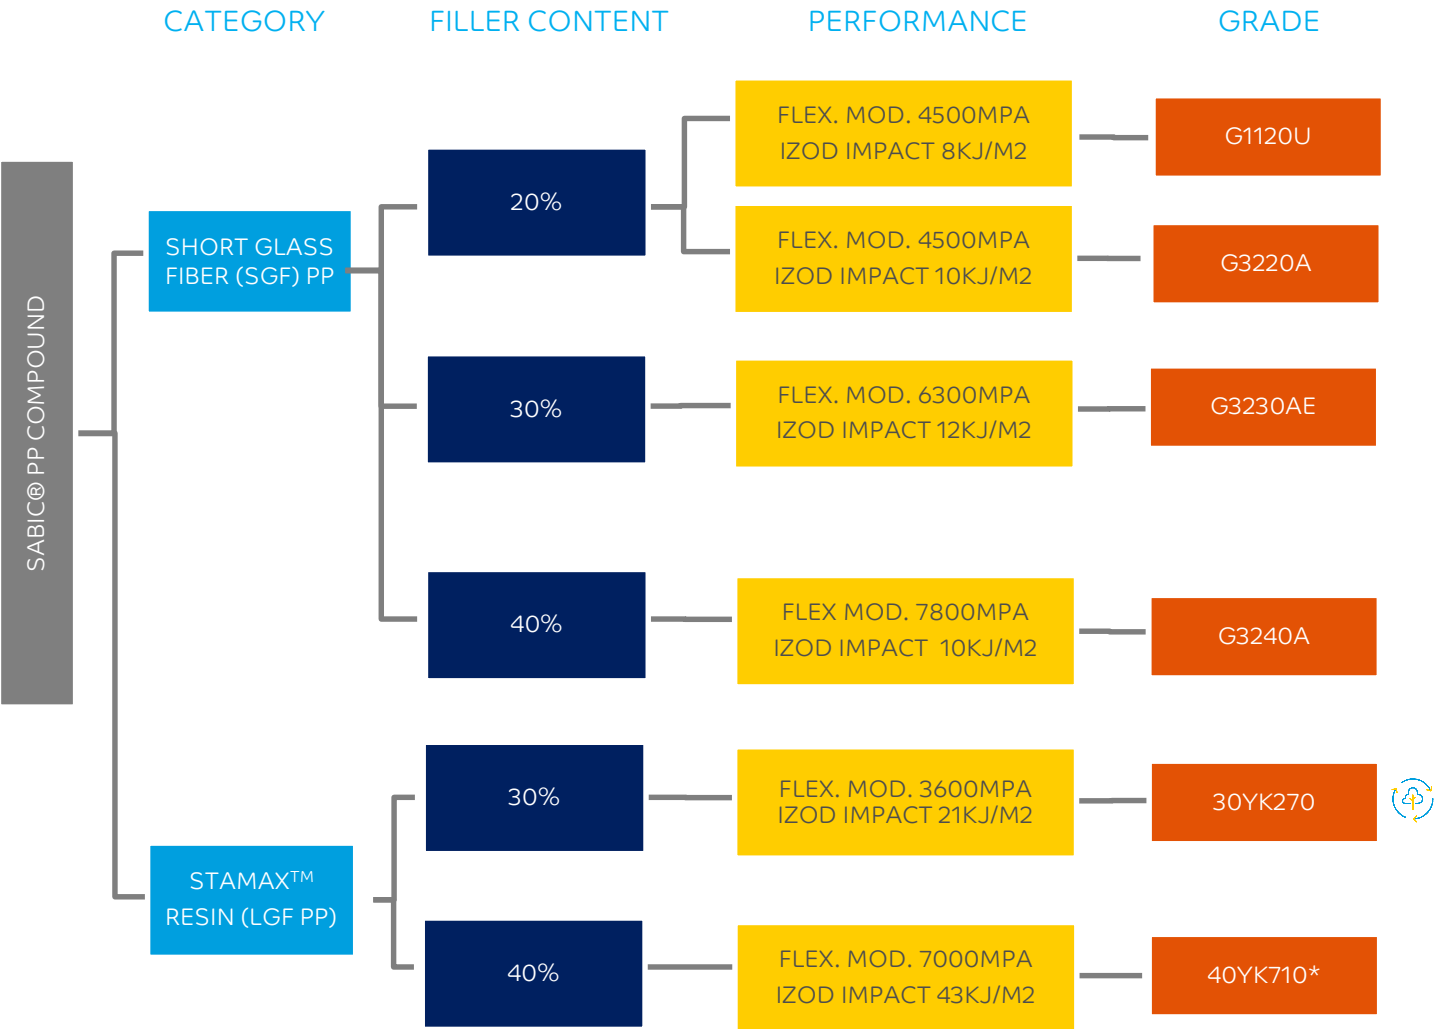 CATEGORY
FILLER CONTENT
PERFORMANCE
GRADE
SABIC® PP COMPOUND
SHORT GLASS
FIBER (SGF) PP
20%
FLEX. MOD. 4500MPA
IZOD IMPACT 8KJ/M2
G1120U
FLEX. MOD. 4500MPA
IZOD IMPACT 10KJ/M2
G3220A
30%
FLEX. MOD. 6300MPA
IZOD IMPACT 12KJ/M2
G3230AE
40%
FLEX MOD. 7800MPA
IZOD IMPACT 10KJ/M2
G3240A
STAMAX™
RESIN (LGF PP)
30%
FLEX. MOD. 3600MPA
IZOD IMPACT 21KJ/M2
30YK270
40%
FLEX. MOD. 7000MPA
IZOD IMPACT 43KJ/M2
40YK710*